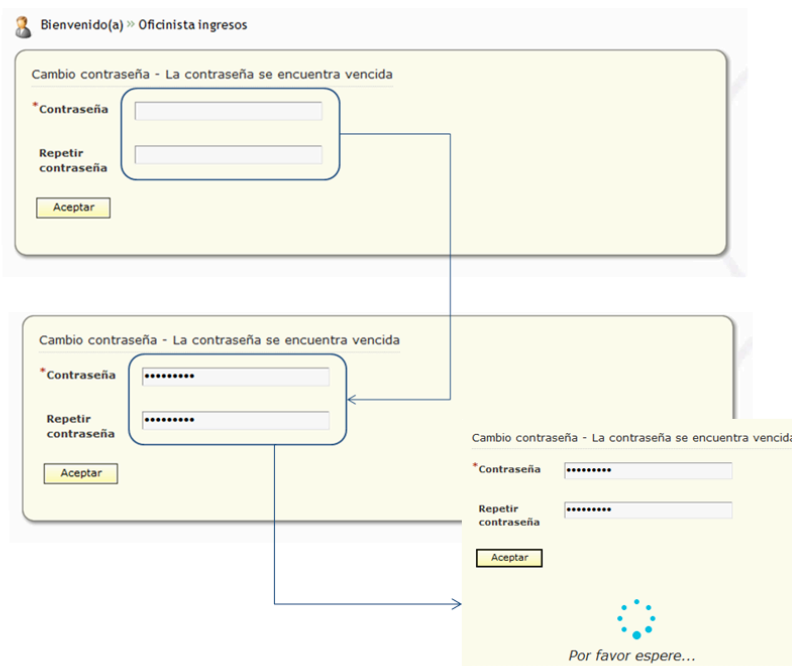 Bienvenido(a) » Oficinista ingresos
Cambio contraseña - La contraseña se encuentra vencida
*Contraseña
Repetir
contraseña
Aceptar
Cambio contraseña - La contraseña se encuentra vencida
*Contraseña •••••••••
Repetir
contraseña •••••••••
Aceptar
Cambio contraseña - La contraseña se encuentra vencida
*Contraseña •••••••••
Repetir
contraseña •••••••••
Aceptar
Por favor espere...